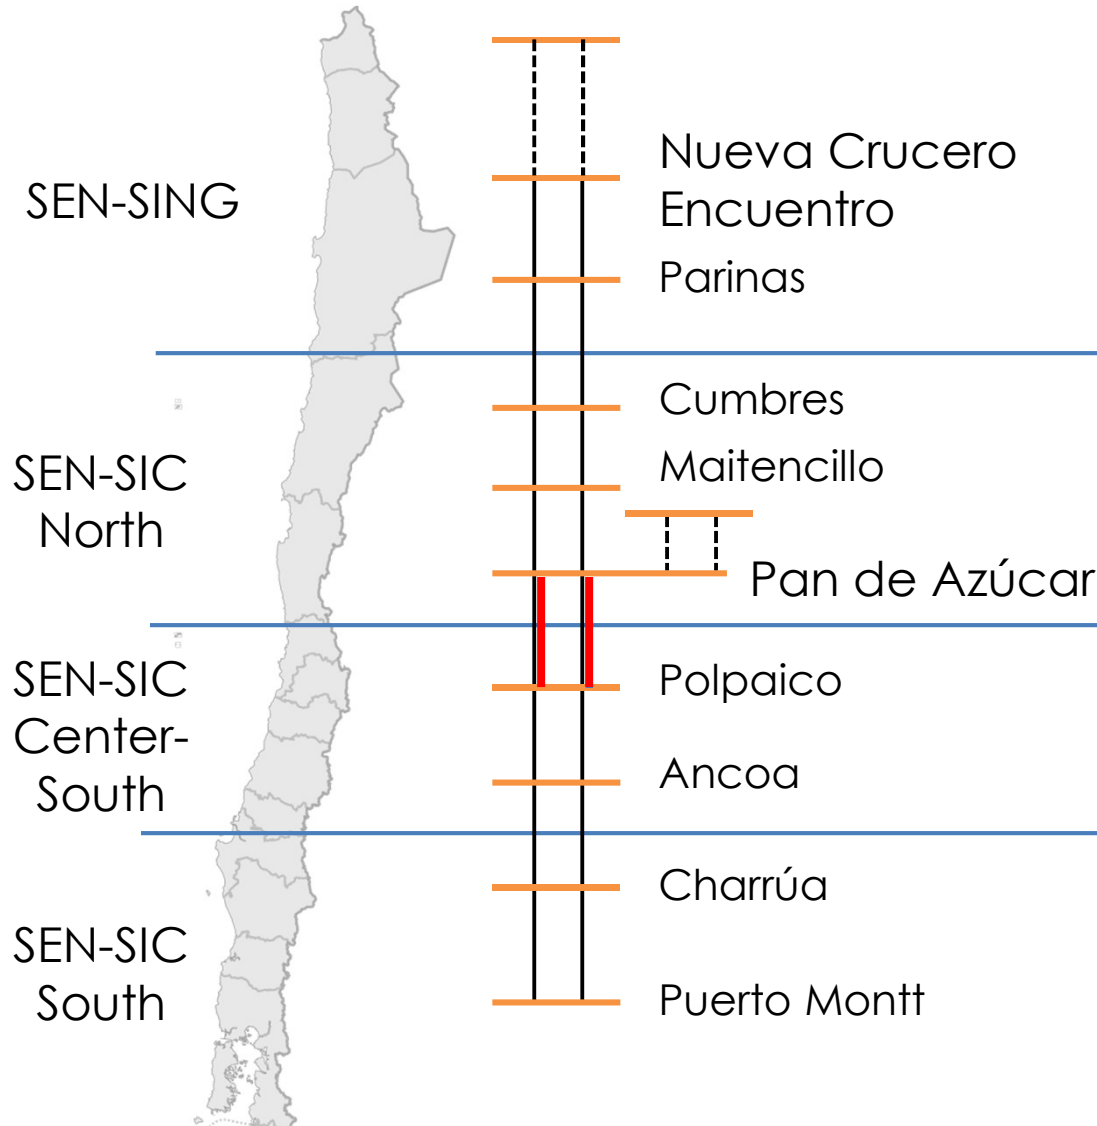 Nueva Crucero
Encuentro
SEN-SING
Parinas
Cumbres
Maitencillo
SEN-SIC
North
Pan de Azúcar
Polpaico
SEN-SIC
Center-
South
Ancoa
Charrúa
SEN-SIC
South
Puerto Montt